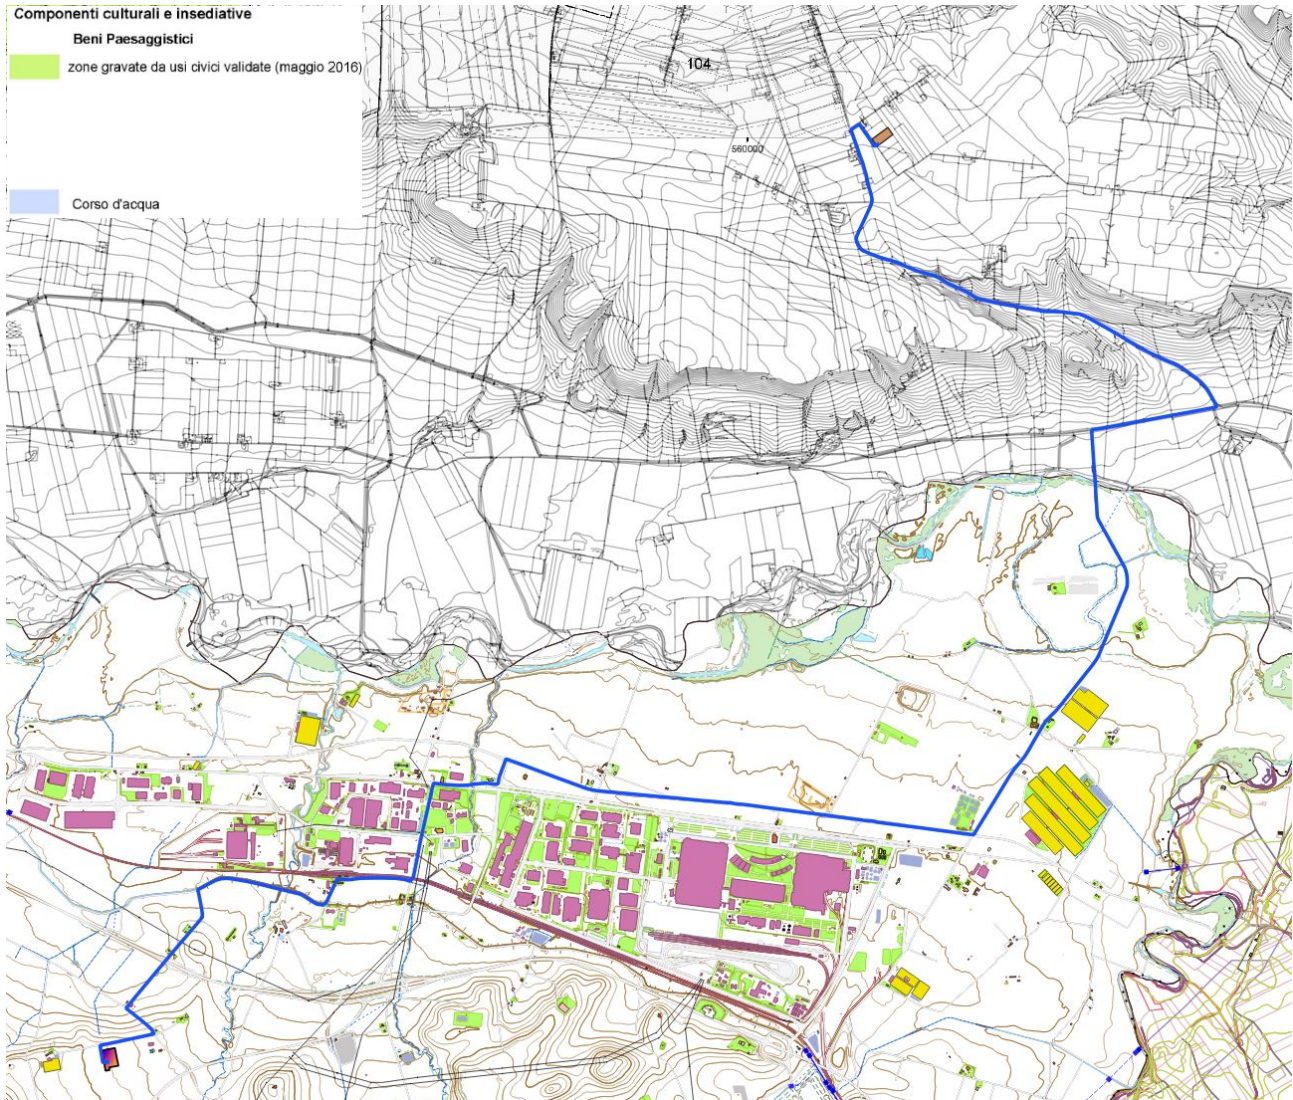 Componenti culturali e insediative
Beni Paesaggistici
zone gravate da usi civici validate (maggio 2016)
Corso d'acqua
104
560000